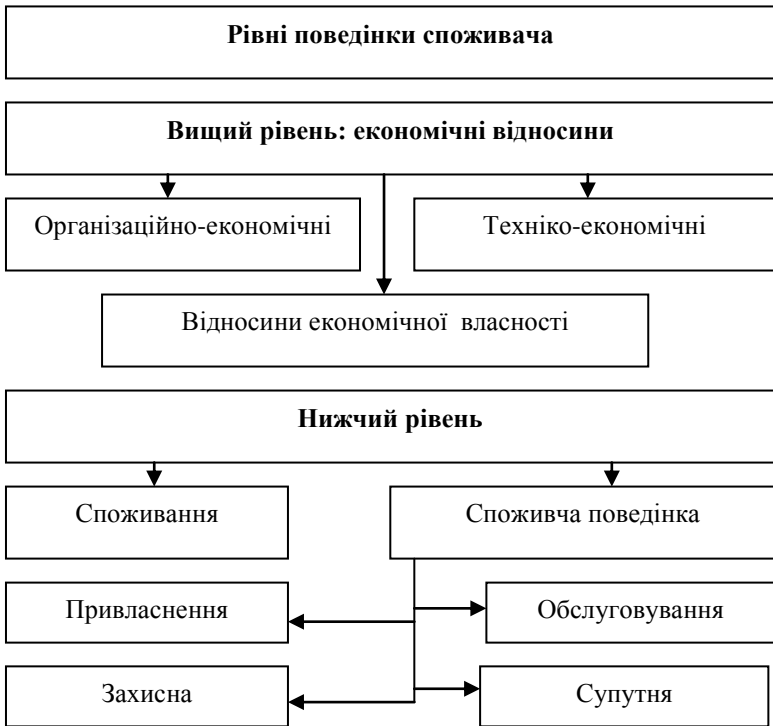 Рівні поведінки споживача
Вищий рівень: економічні відносини
Організаційно-економічні
Техніко-економічні
Відносини економічної власності
Нижчий рівень
Споживання
Споживча поведінка
Привласнення
Обслуговування
Захисна
Супутня